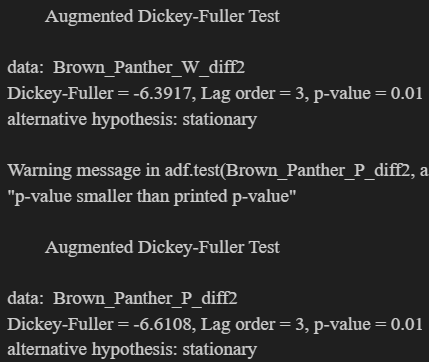 Augmented Dickey-Fuller Test
data: Brown_Panther_W_diff2
Dickey-Fuller = -6.3917, Lag order = 3, p-value = 0.01
alternative hypothesis: stationary
Warning message in adf.test(Brown_Panther_P_diff2, a
"p-value smaller than printed p-value"
Augmented Dickey-Fuller Test
data: Brown_Panther_P_diff2
Dickey-Fuller = -6.6108, Lag order = 3, p-value = 0.01
alternative hypothesis: stationary